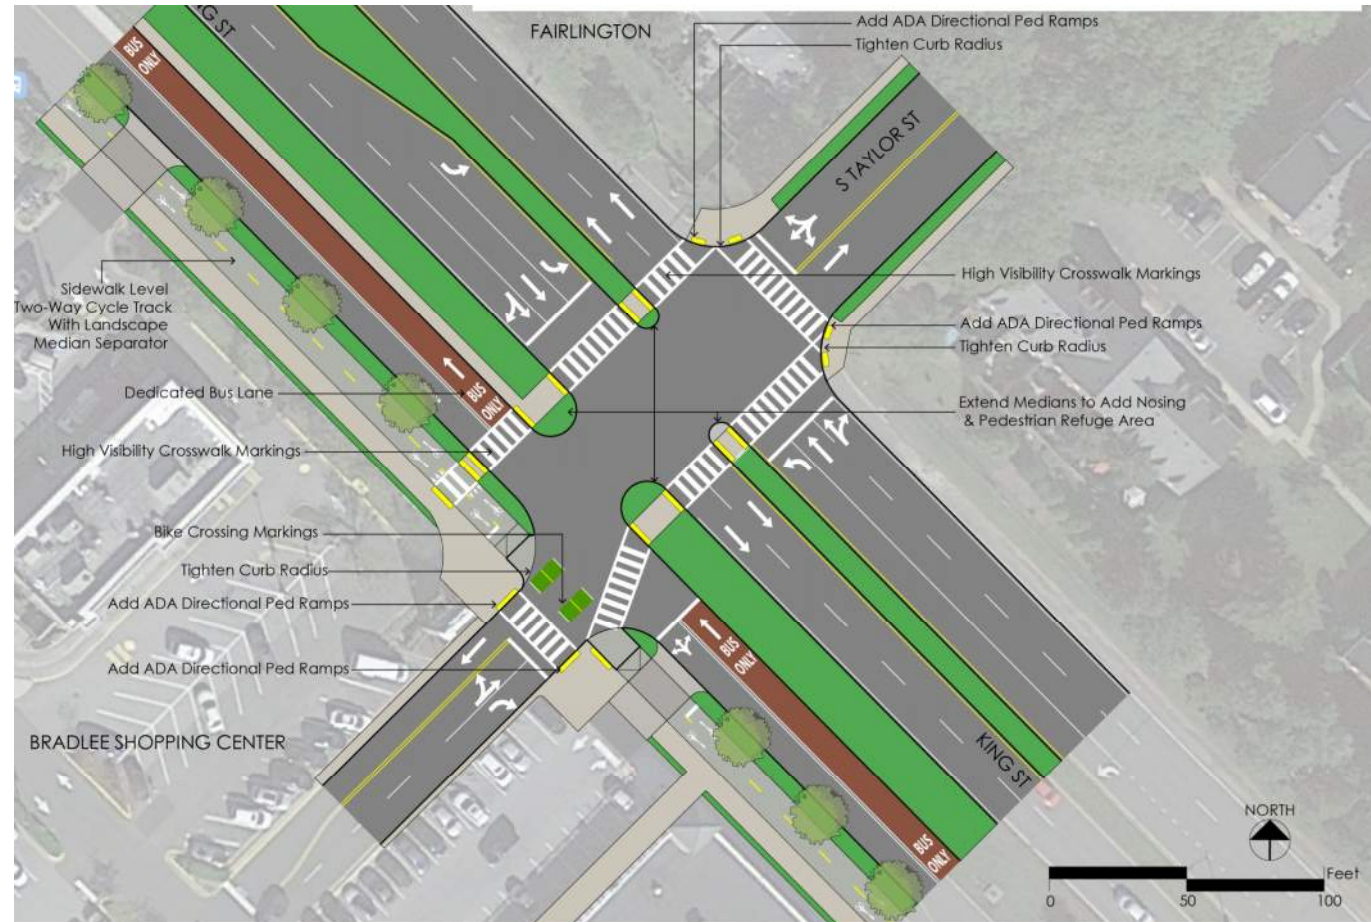 KING ST
FAIRLINGTON
Add ADA Directional Ped Ramps
Tighten Curb Radius
BUS
ONLY
S TAYLOR ST
High Visibility Crosswalk Markings
Sidewalk Level
Two-Way Cycle Track
With Landscape
Median Separator
Add ADA Directional Ped Ramps
Tighten Curb Radius
Dedicated Bus Lane
BUS
ONLY
Extend Medians to Add Nosing
& Pedestrian Refuge Area
High Visibility Crosswalk Markings
Bike Crossing Markings
Tighten Curb Radius
Add ADA Directional Ped Ramps
BUS
ONLY
Add ADA Directional Ped Ramps
BRADLEE SHOPPING CENTER
KING ST
NORTH
BUS
ONLY
Feet
0
50
100